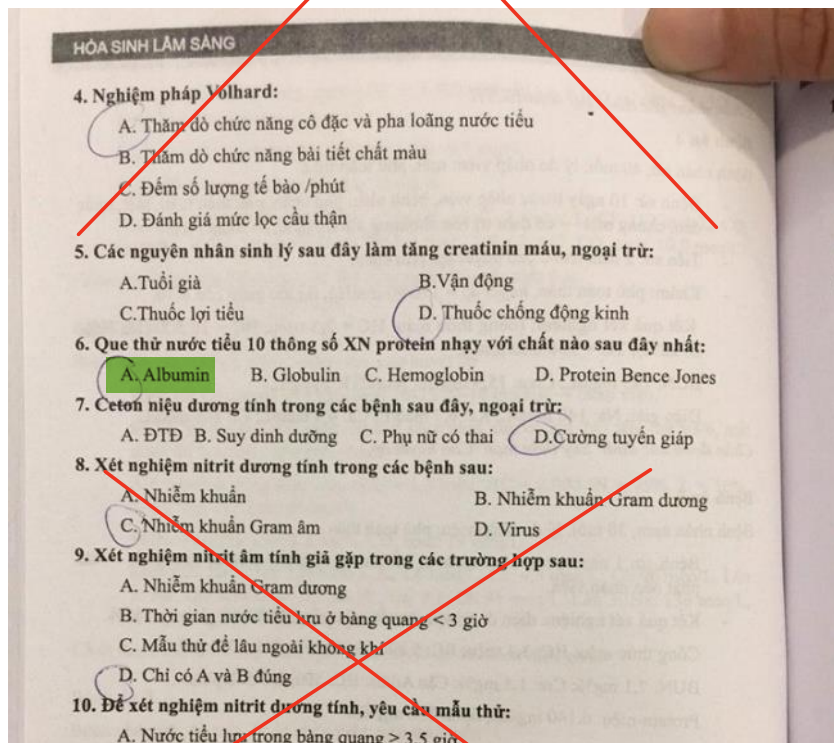 HÓA SINH LÂM SÀNG
4. Nghiệm pháp Volhard:
A. Thăm dò chức năng cô đặc và pha loãng nước tiểu
B. Thăm dò chức năng bài tiết chất màu
C. Đếm số lượng tế bào /phút
D. Đánh giá mức lọc cầu thận
5. Các nguyên nhân sinh lý sau đây làm tăng creatinin máu, ngoại trừ:
A.Tuổi già B.Vận động
C.Thuốc lợi tiểu D. Thuốc chống động kinh
6. Que thử nước tiểu 10 thông số XN protein nhạy với chất nào sau đây nhất:
A. Albumin B. Globulin C. Hemoglobin D. Protein Bence Jones
7. Ceton niệu dương tính trong các bệnh sau đây, ngoại trừ:
A. ĐTĐ B. Suy dinh dưỡng C. Phụ nữ có thai D.Cường tuyến giáp
8. Xét nghiệm nitrit dương tính trong các bệnh sau:
A. Nhiễm khuẩn B. Nhiễm khuẩn Gram dương
C. Nhiễm khuẩn Gram âm D. Virus
9. Xét nghiệm nitrit âm tính giả gặp trong các trường hợp sau:
A. Nhiễm khuẩn Gram dương
B. Thời gian nước tiểu lưu ở bàng quang < 3 giờ
C. Mẫu thử để lâu ngoài không khí
D. Chỉ có A và B đúng
10. Để xét nghiệm nitrit dương tính, yêu cầu mẫu thử:
A. Nước tiểu lưu trong bàng quang > 3,5 giờ